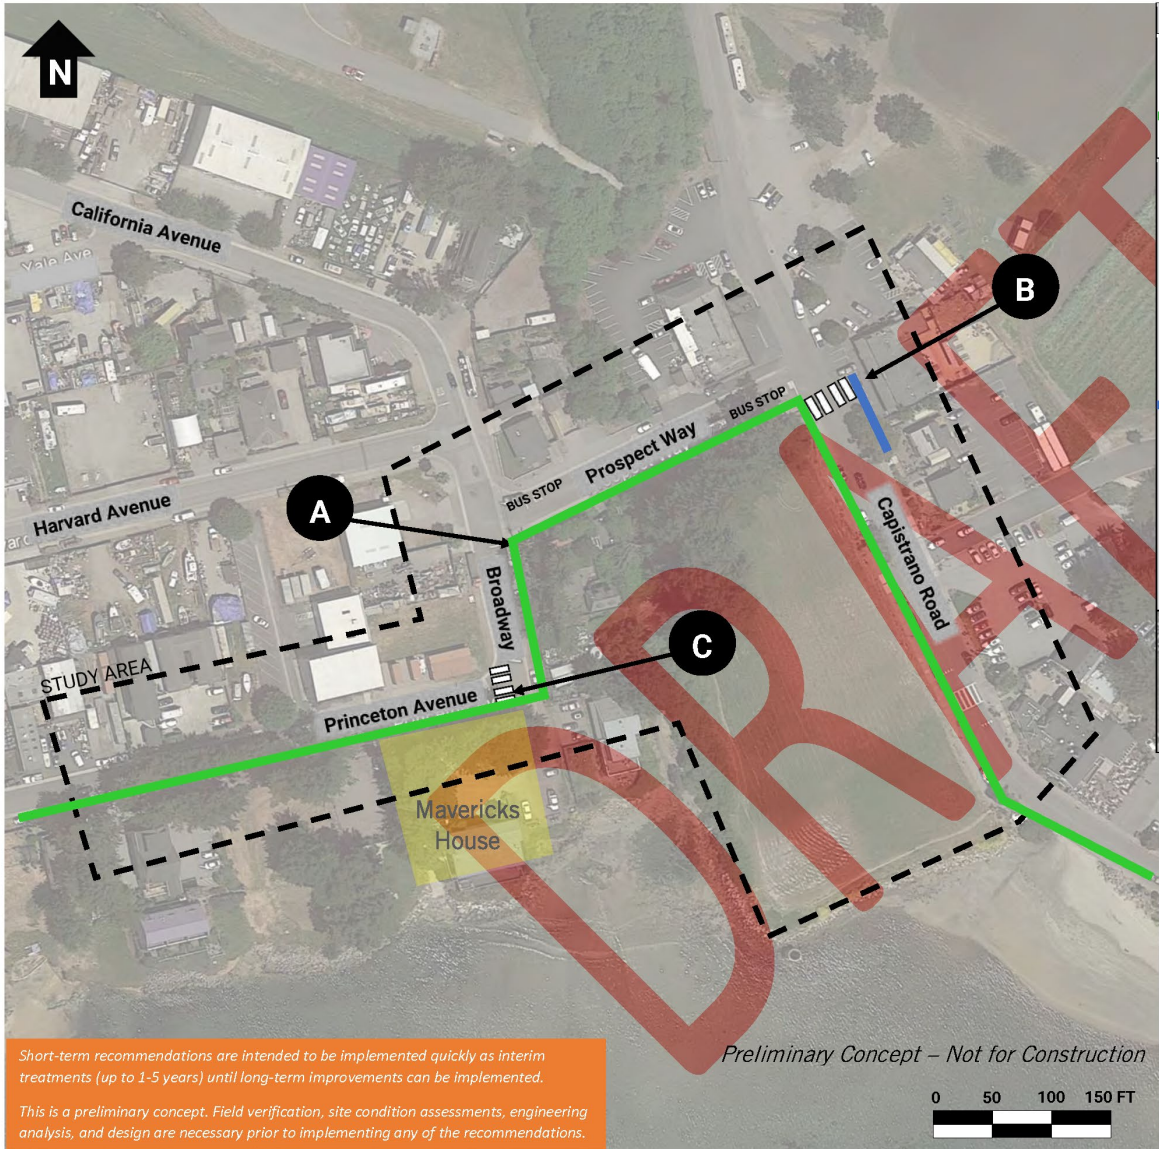 N
California Avenue
Yale Ave
B
BUS STOP
Prospect Way
BUS STOP
A
Harvard Avenue
Capistrano Road
Broadway
C
STUDY AREA
Princeton Avenue
Mavericks
House
DRAFT
Short-term recommendations are intended to be implemented quickly as interim
treatments (up to 1-5 years) until long-term improvements can be implemented.
This is a preliminary concept. Field verification, site condition assessments, engineering
analysis, and design are necessary prior to implementing any of the recommendations.
Preliminary Concept – Not for Construction
0 50 100 150 FT